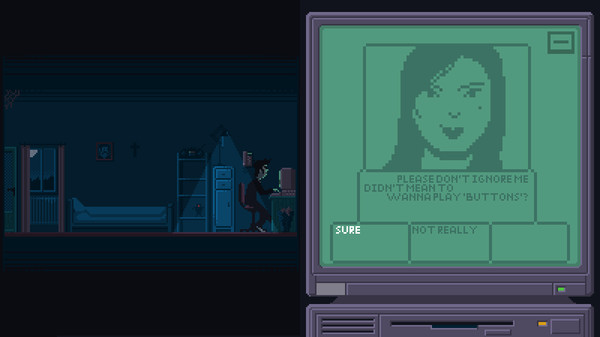 PLEASE DON'T IGNORE ME
DIDN'T MEAN TO
WANNA PLAY 'BUTTONS'?
SURE
NOT REALLY